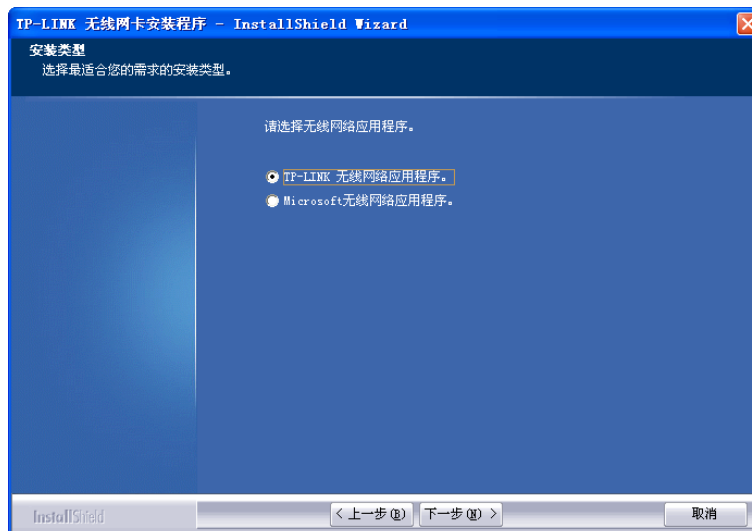 TP-LINK 无线网卡安装程序 - InstallShield Wizard
安装类型
选择最适合您的需求的安装类型。
请选择无线网络应用程序。
TP-LINK 无线网络应用程序。
Microsoft无线网络应用程序。
InstallShield
< 上一步(B) 下一步(N) > 取消